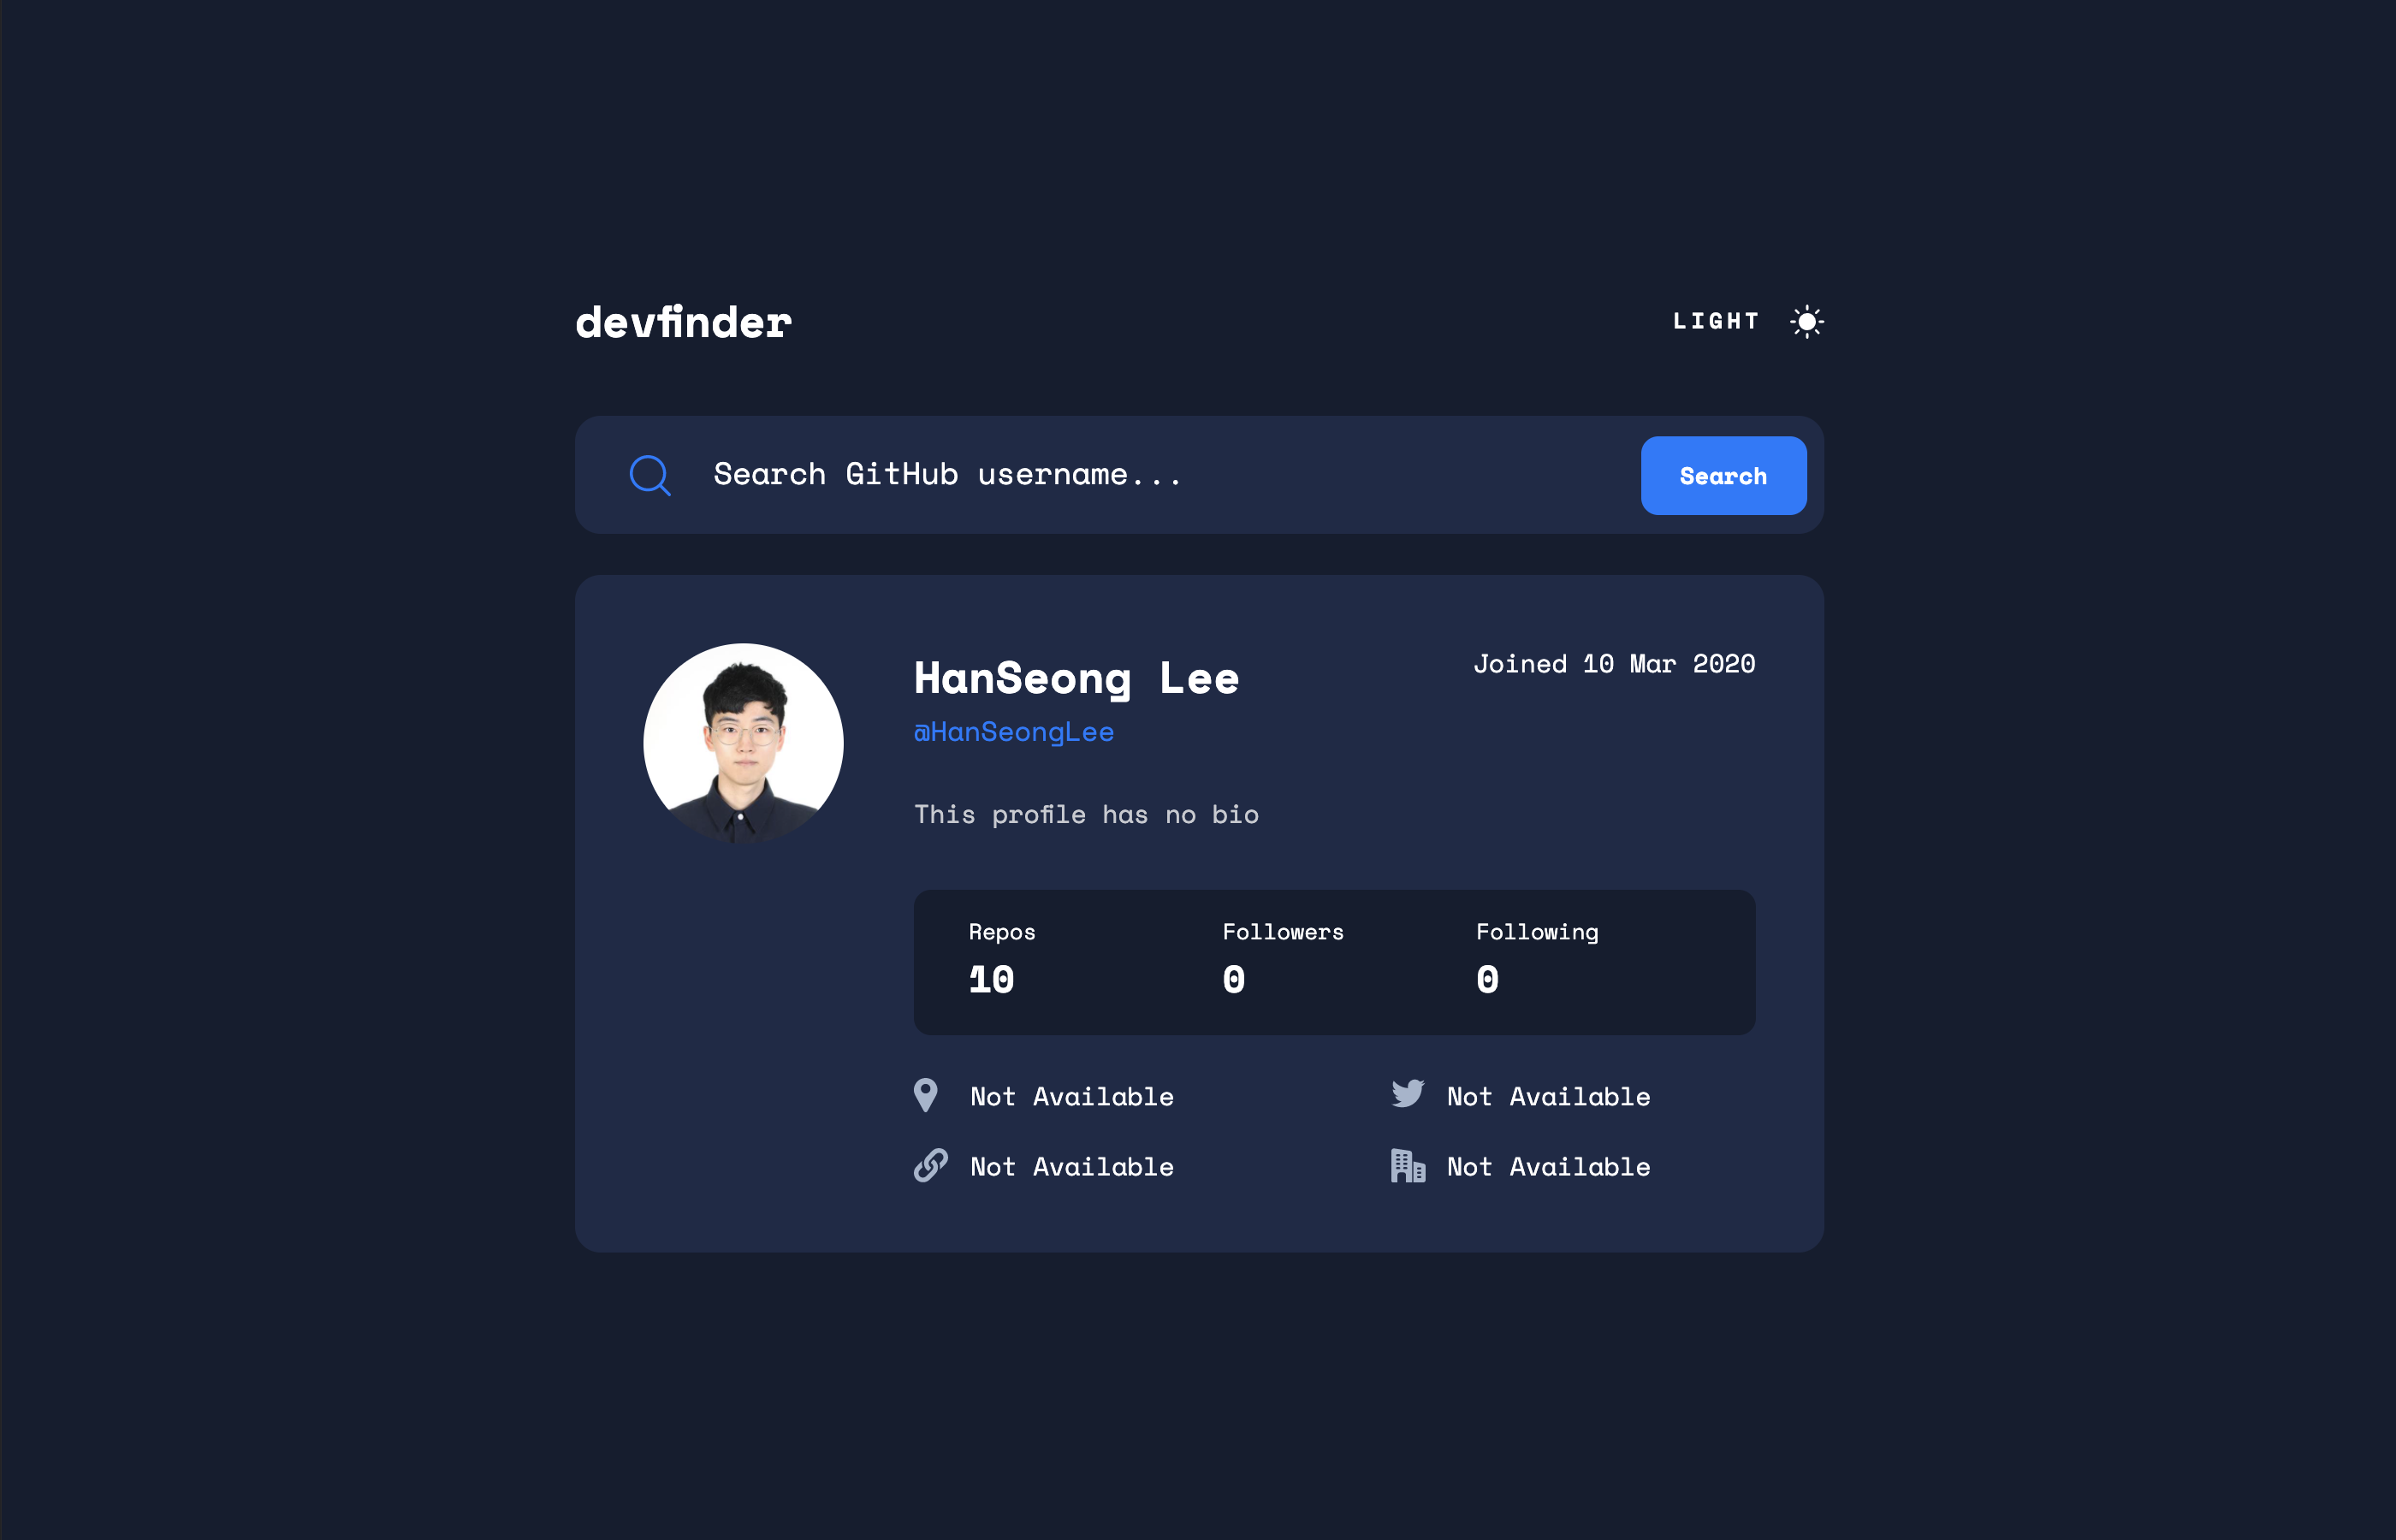 devfinder
LIGHT
Search GitHub username...
Search
HanSeong Lee
Joined 10 Mar 2020
@HanSeongLee
This profile has no bio
Repos
Followers
Following
10
0
0
Not Available
Not Available
Not Available
Not Available